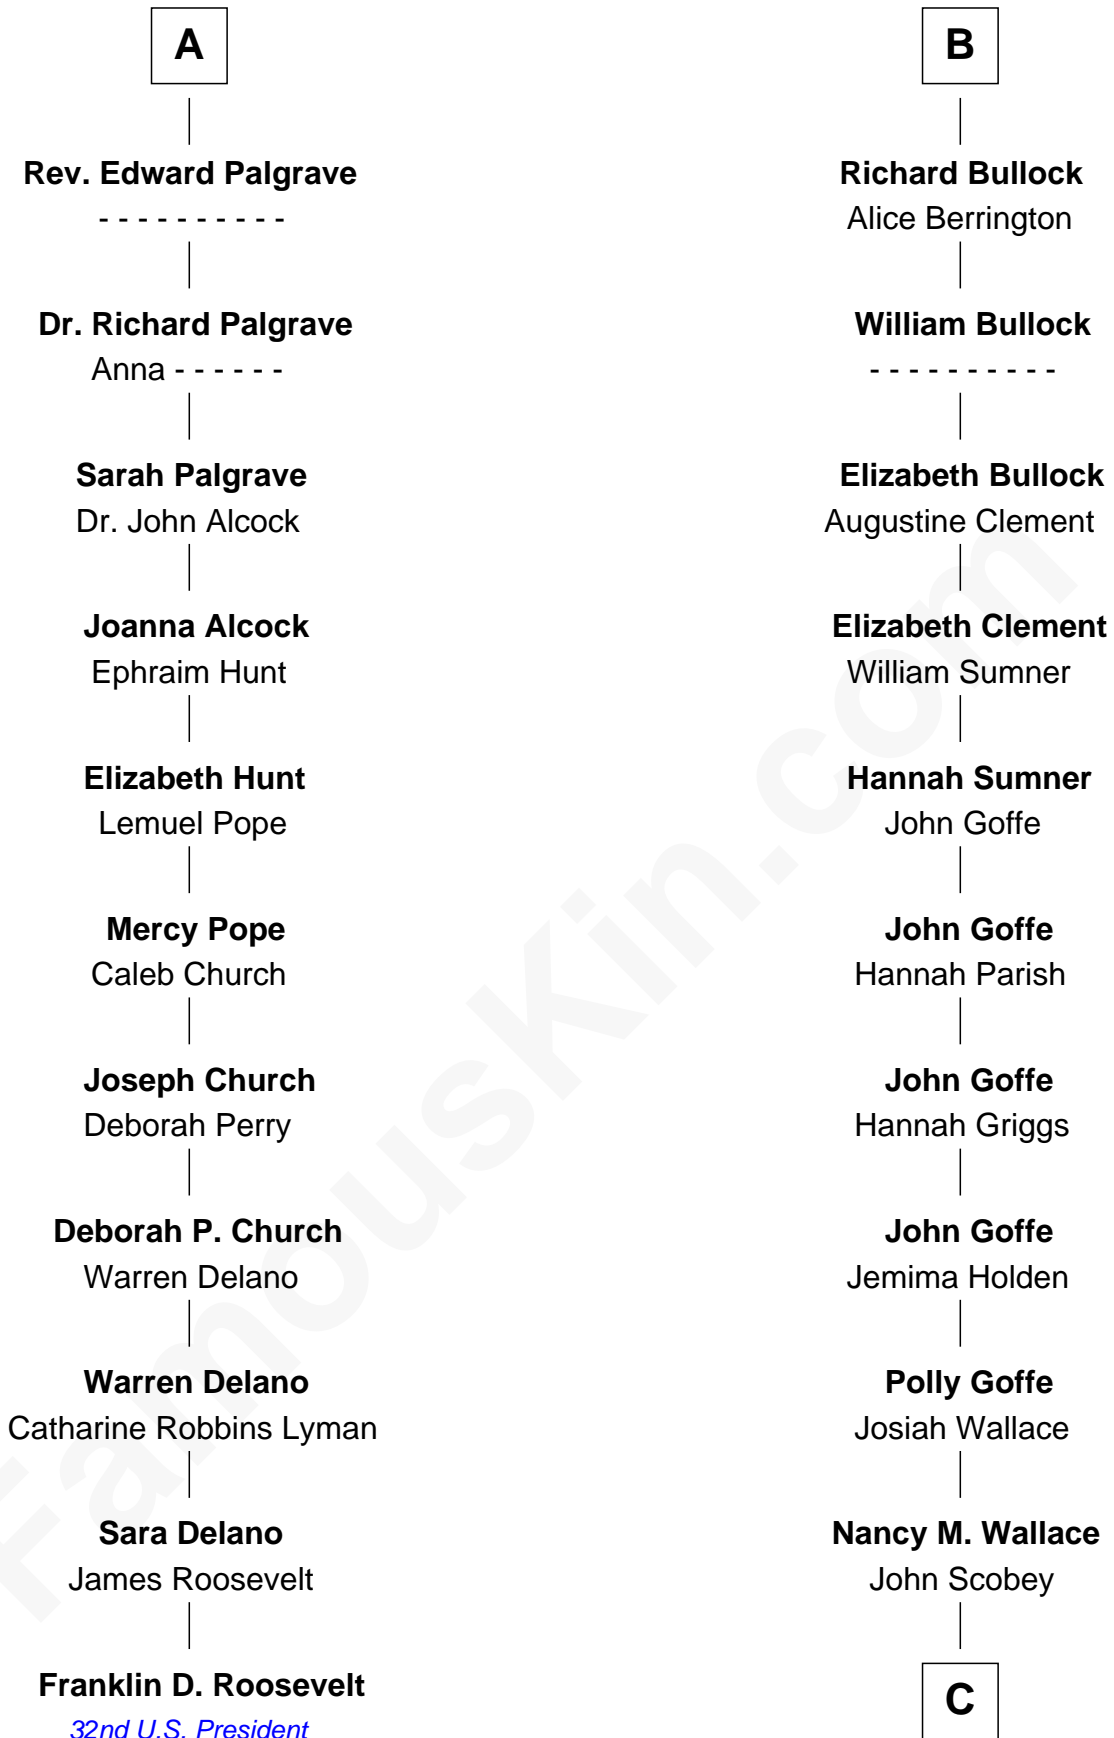 A
Rev. Edward Palgrave
- - - - - - - - - -
Dr. Richard Palgrave
Anna - - - - - -
Sarah Palgrave
Dr. John Alcock
Joanna Alcock
Ephraim Hunt
Elizabeth Hunt
Lemuel Pope
Mercy Pope
Caleb Church
Joseph Church
Deborah Perry
Deborah P. Church
Warren Delano
Warren Delano
Catharine Robbins Lyman
Sara Delano
James Roosevelt
Franklin D. Roosevelt
32nd U.S. President
B
Richard Bullock
Alice Berrington
William Bullock
- - - - - - - - - -
Elizabeth Bullock
Augustine Clement
Elizabeth Clement
William Sumner
Hannah Sumner
John Goffe
John Goffe
Hannah Parish
John Goffe
Hannah Griggs
John Goffe
Jemima Holden
Polly Goffe
Josiah Wallace
Nancy M. Wallace
John Scobey
C
FamousKin.com